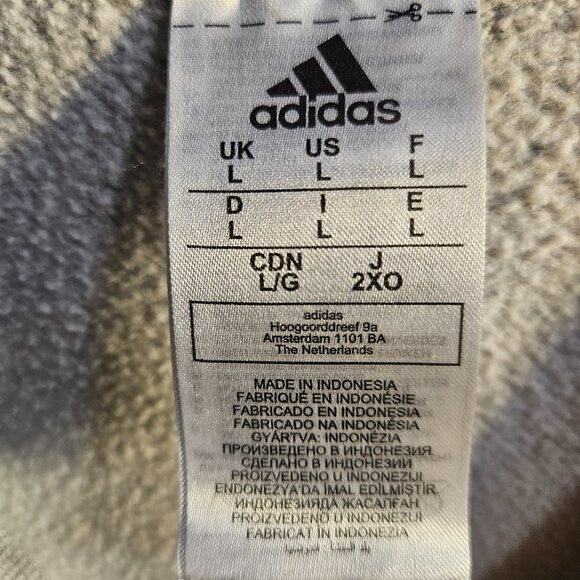 adidas
UK US F
L L L
D I E
L L L
CDN J
L/G 2XO
adidas
Hoogoorddreef 9a
Amsterdam 1101 BA
The Netherlands
MADE IN INDONESIA
FABRIQUÉ EN INDONÉSIE
FABRICADO EN INDONESIA
FABRICADO NA INDONÉSIA
GYÁRTVA: INDONÉZIA
ПРОИЗВЕДЕНО В ИНДОНЕЗИЯ
СДЕЛАНО В ИНДОНЕЗИИ
PROIZVEDENO U INDONEZIJI
ENDONEZYA'DA İMAL EDİLMİŞTİR.
ИНДОНЕЗИЯДА ЖАСАЛҒАН
PROIZVEDENO U INDONEZIJI
FABRICAT IN INDONEZIA